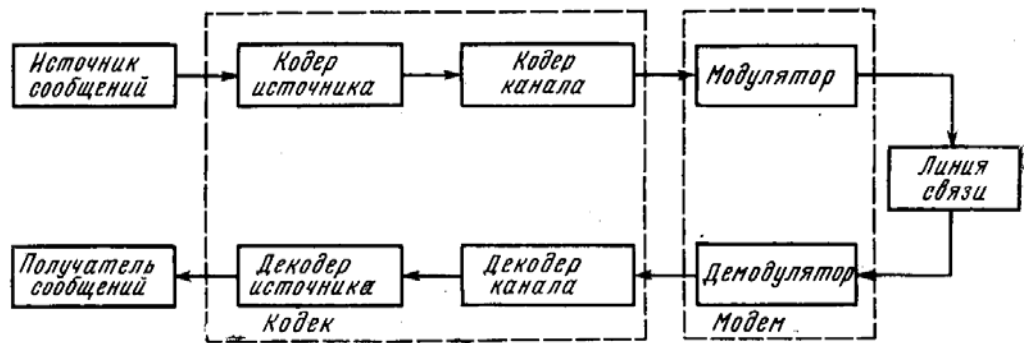 Источник
сообщений
Кодер
источника
Кодер
канала
Модулятор
Линия
связи
Получатель
сообщений
Декодер
источника
Декодер
канала
Демодулятор
Кодек
Модем